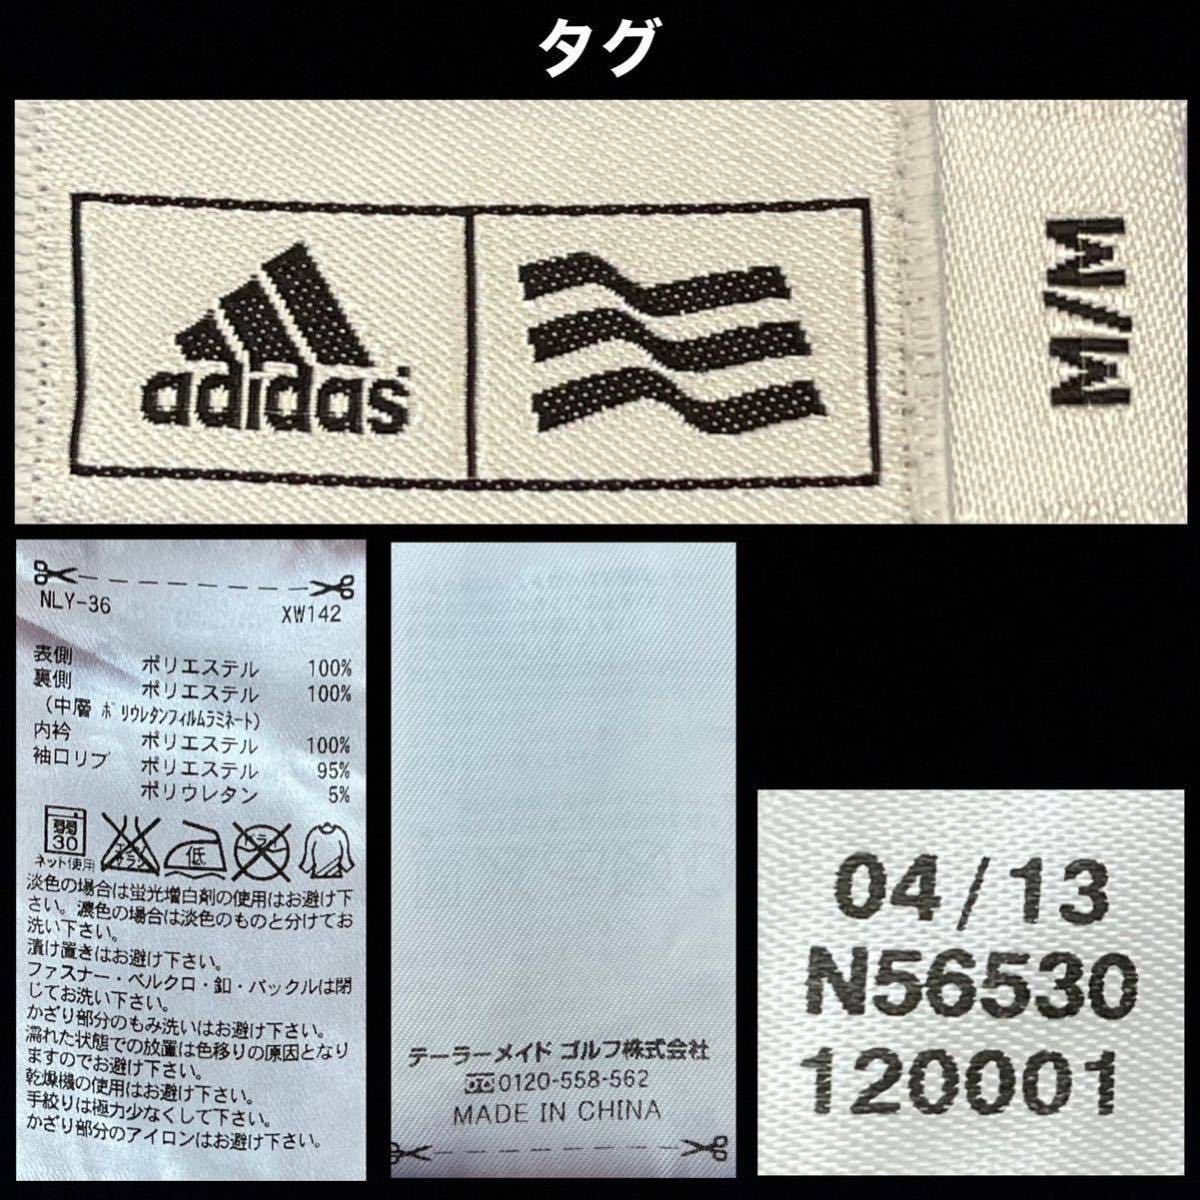 タグ
adidas
M/M
NLY-36 XW142
表側 ポリエステル 100%
裏側 ポリエステル 100%
(中層 ポリウレタンフィルムラミネート)
内衿 ポリエステル 100%
袖口リブ ポリエステル 95%
ポリウレタン 5%
弱
30
低
ネット使用
淡色の場合は蛍光増白剤の使用はお避け下
さい。濃色の場合は淡色のものと分けてお
洗い下さい。
漬け置きはお避け下さい。
ファスナー・ベルクロ・釦・バックルは閉
じてお洗い下さい。
かざり部分のもみ洗いはお避け下さい。
濡れた状態での放置は色移りの原因となり
ますのでお避け下さい。
乾燥機の使用はお避け下さい。
手絞りは極力少なくして下さい。
かざり部分のアイロンはお避け下さい。
テーラーメイド ゴルフ株式会社
0120-558-562
MADE IN CHINA
04/13
N56530
120001